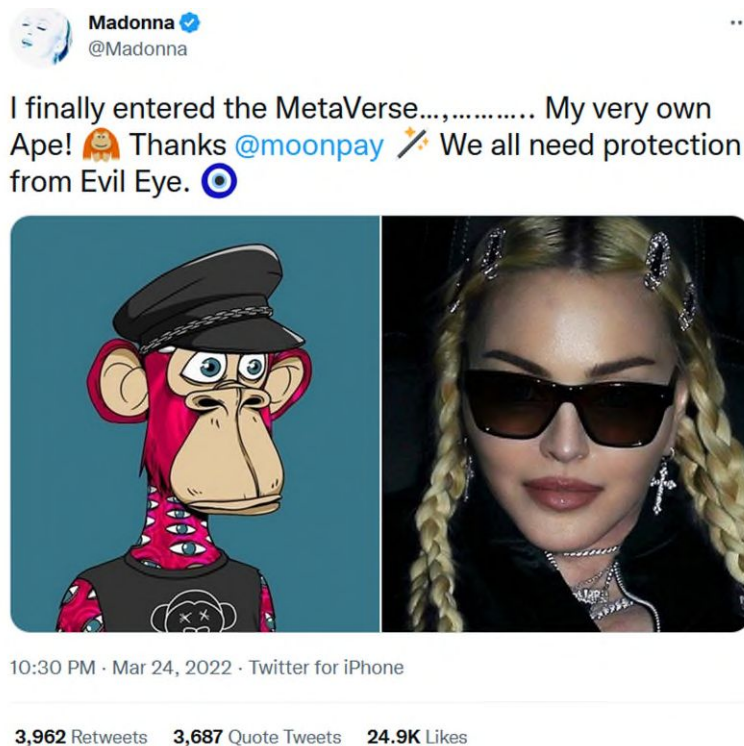 Madonna
@Madonna
I finally entered the MetaVerse...,........... My very own
Ape! 🦧 Thanks @moonpay 🪄 We all need protection
from Evil Eye. 🧿
10:30 PM · Mar 24, 2022 · Twitter for iPhone
3,962 Retweets 3,687 Quote Tweets 24.9K Likes